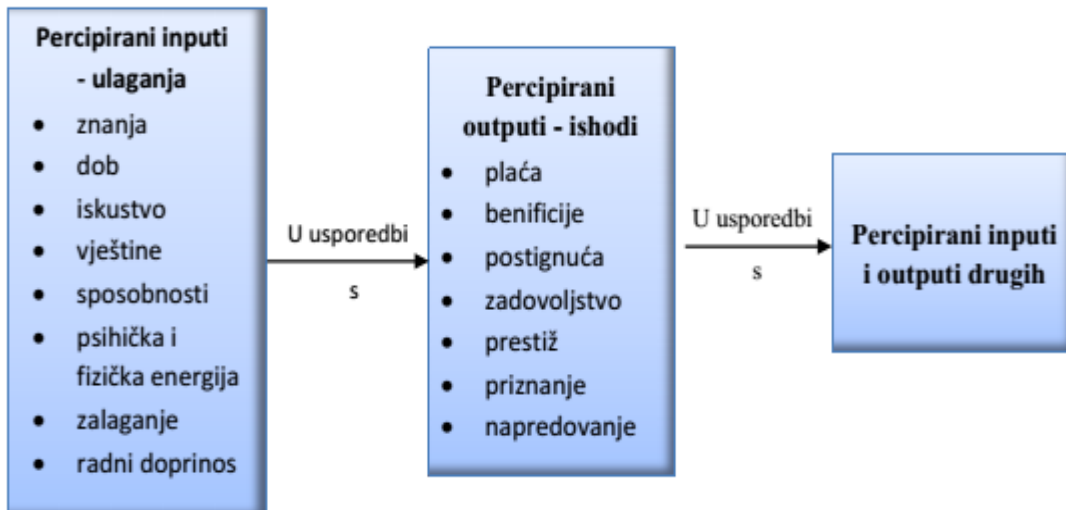 Percipirani inputi
- ulaganja
• znanja
• dob
• iskustvo
• vještine
• sposobnosti
• psihička i
fizička energija
• zalaganje
• radni doprinos
U usporedbi
s
Percipirani
outputi - ishodi
• plaća
• benificije
• postignuća
• zadovoljstvo
• prestiž
• priznanje
• napredovanje
U usporedbi
s
Percipirani inputi
i outputi drugih